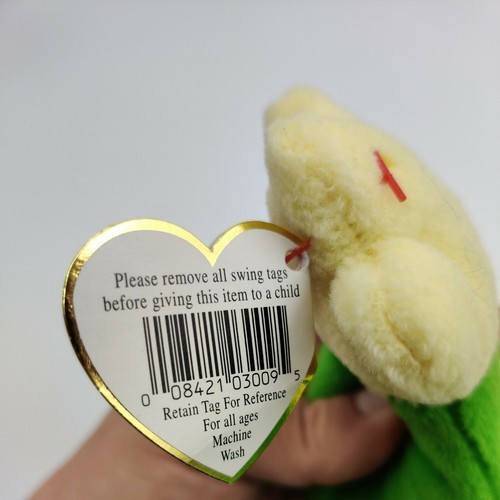 Please remove all swing tags
before giving this item to a child
0 08421 03009 5
Retain Tag For Reference
For all ages
Machine
Wash